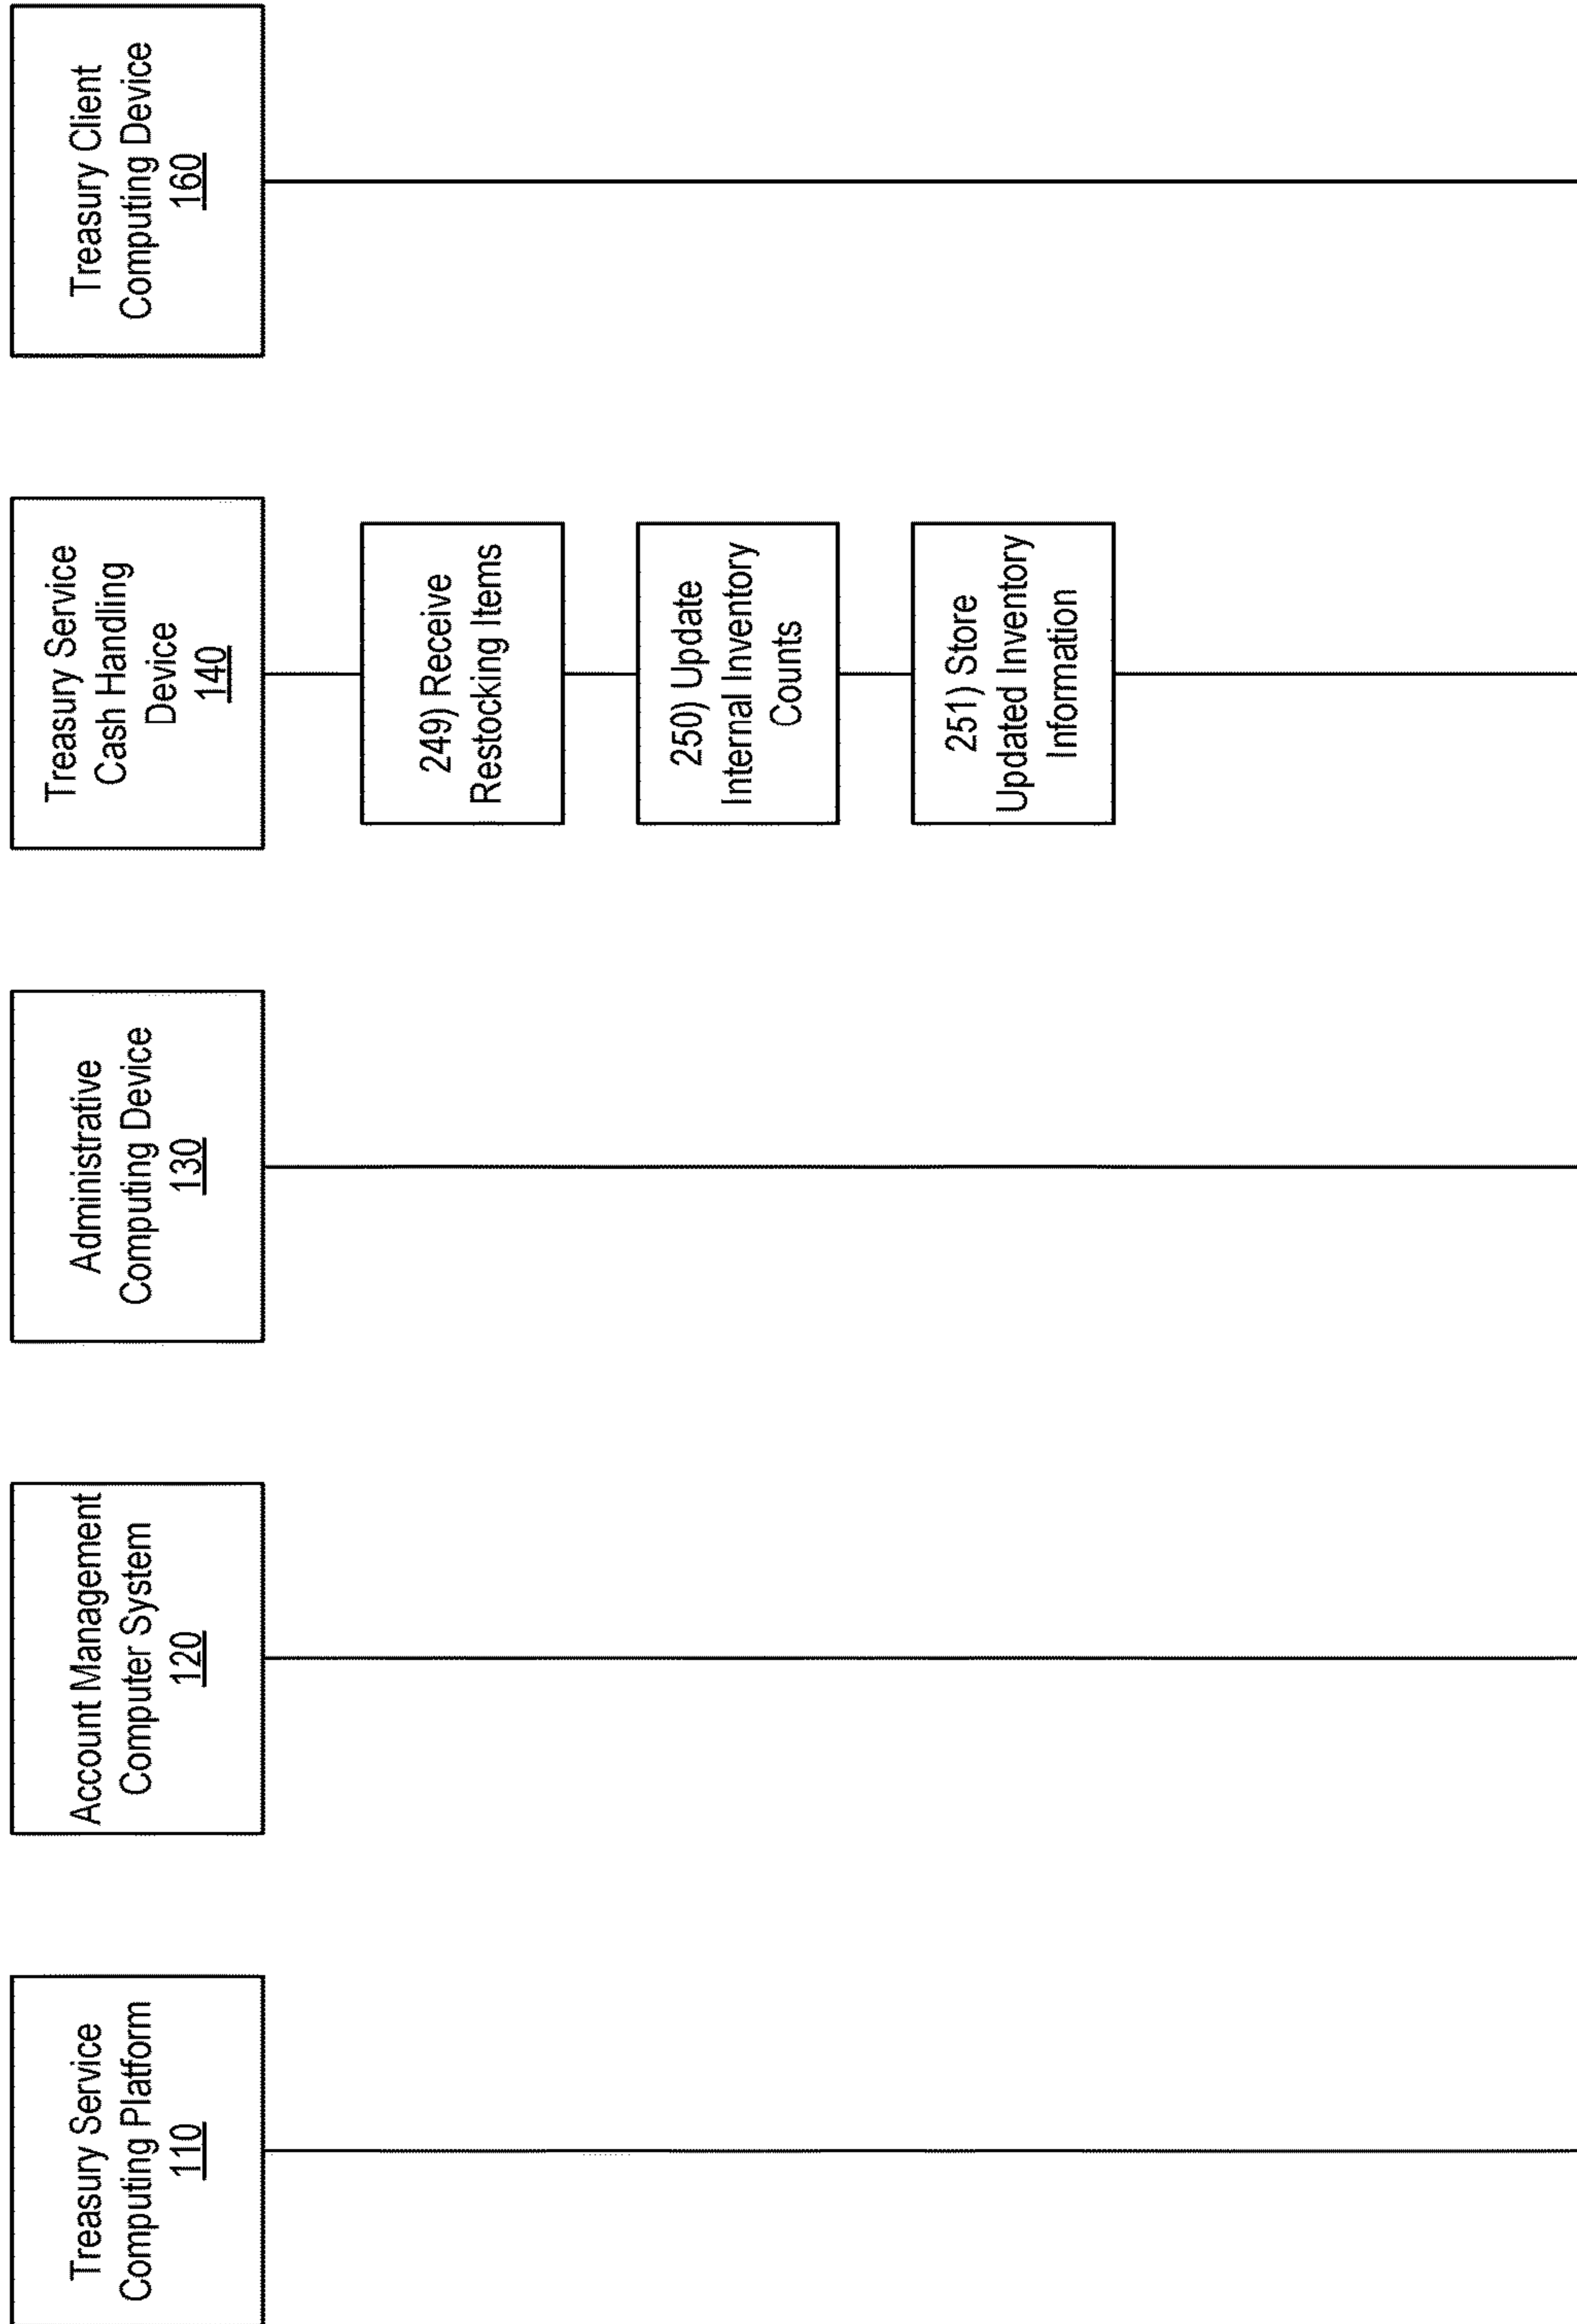 Treasury Service
Computing Platform
110
Account Management
Computer System
120
Administrative
Computing Device
130
Treasury Service
Cash Handling
Device
140
Treasury Client
Computing Device
160
249) Receive
Restocking Items
250) Update
Internal Inventory
Counts
251) Store
Updated Inventory
Information